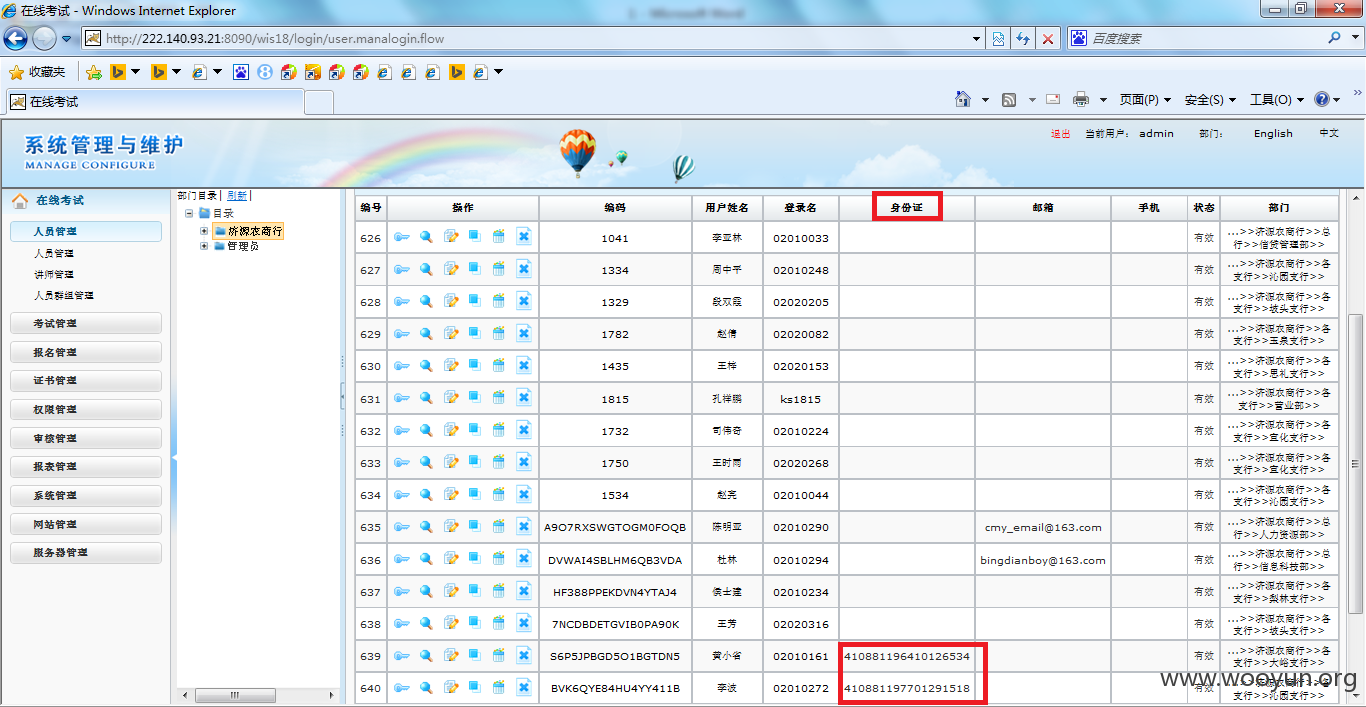 在线考试 - Windows Internet Explorer
http://222.140.93.21:8090/wis18/login/user.manalogin.flow
百度搜索
收藏夹
在线考试
页面(P) 安全(S) 工具(O)
系统管理与维护
MANAGE CONFIGURE
退出 当前用户: admin 部门: English 中文
在线考试
人员管理
人员管理
讲师管理
人员群组管理
考试管理
报名管理
证书管理
权限管理
审核管理
报表管理
系统管理
网站管理
服务器管理
部门目录| 刷新|
目录
济源农商行
管理员
编号 操作 编码 用户姓名 登录名 身份证 邮箱 手机 状态 部门
626 1041 李亚林 02010033 有效 ...>>济源农商行>>总
行>>信贷管理部>>
627 1334 周中平 02010248 有效 ...>>济源农商行>>各
支行>>沁园支行>>
628 1329 段双霞 02020205 有效 ...>>济源农商行>>各
支行>>坡头支行>>
629 1782 赵倩 02020082 有效 ...>>济源农商行>>各
支行>>玉泉支行>>
630 1435 王桦 02020153 有效 ...>>济源农商行>>各
支行>>思礼支行>>
631 1815 孔祥鹏 ks1815 有效 ...>>济源农商行>>各
支行>>营业部>>
632 1732 司伟奇 02010224 有效 ...>>济源农商行>>各
支行>>宣化支行>>
633 1750 王时雨 02020268 有效 ...>>济源农商行>>各
支行>>宣化支行>>
634 1534 赵宪 02010044 有效 ...>>济源农商行>>各
支行>>沁园支行>>
635 A9O7RXSWGTOGM0FOQB 陈明亚 02010290 cmy_email@163.com 有效 ...>>济源农商行>>总
行>>人力资源部>>
636 DVWAI4SBLHM6QB3VDA 杜林 02010294 bingdianboy@163.com 有效 ...>>济源农商行>>总
行>>信息科技部>>
637 HF388PPEKDVN4YTAJ4 侯士建 02010234 有效 ...>>济源农商行>>各
支行>>梨林支行>>
638 7NCDBDETGVIB0PA90K 王芳 02020316 有效 ...>>济源农商行>>各
支行>>坡头支行>>
639 S6P5JPBGD5O1BGTDN5 黄小省 02010161 410881196410126534 有效 ...>>济源农商行>>各
支行>>大峪支行>>
640 BVK6QYE84HU4YY411B 李波 02010272 410881197701291518 有效 ...>>济源农商行>>各
支行>>沁园支行>>
www.wooyun.org